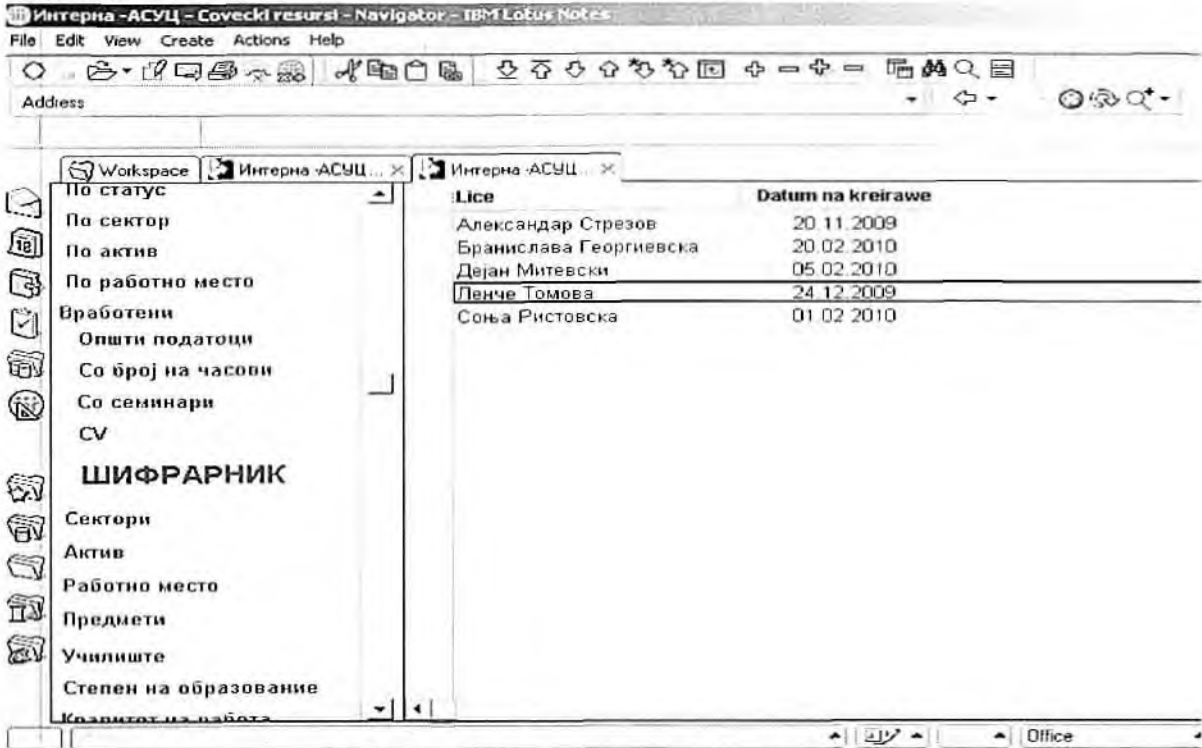 Интерна -АСУЦ - Covecki resursi - Navigator - IBM Lotus Notes
File Edit View Create Actions Help
Address
Workspace Интерна -АСУЦ... Интерна -АСУЦ...
По статус
По сектор
По актив
По работно место
Вработени
Општи податоци
Со број на часови
Со семинари
CV
ШИФРАРНИК
Сектори
Актив
Работно место
Предмети
Училиште
Степен на образование
на работа
Lice Datum na kreirawe
Александар Стрезов 20.11.2009
Бранислава Георгиевска 20.02.2010
Дејан Митевски 05.02.2010
Ленче Томова 24.12.2009
Соња Ристовска 01.02.2010
Office